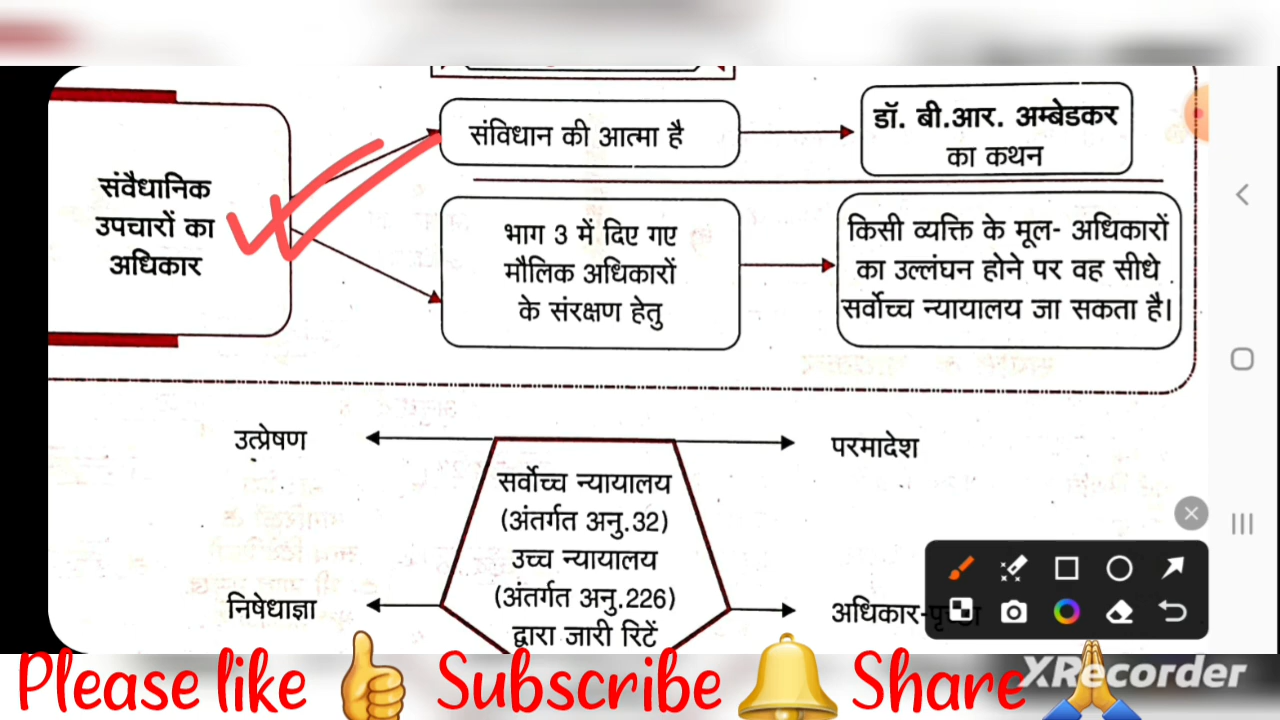 संवैधानिक
उपचारों का
अधिकार
संविधान की आत्मा है
डॉ. बी.आर. अम्बेडकर
का कथन
भाग 3 में दिए गए
मौलिक अधिकारों
के संरक्षण हेतु
किसी व्यक्ति के मूल- अधिकारों
का उल्लंघन होने पर वह सीधे
सर्वोच्च न्यायालय जा सकता है।
उत्प्रेषण
परमादेश
सर्वोच्च न्यायालय
(अंतर्गत अनु.32)
उच्च न्यायालय
(अंतर्गत अनु.226)
द्वारा जारी रिटें
निषेधाज्ञा
अधिकार-पृच्छा
Please like Subscribe Share
XRecorder